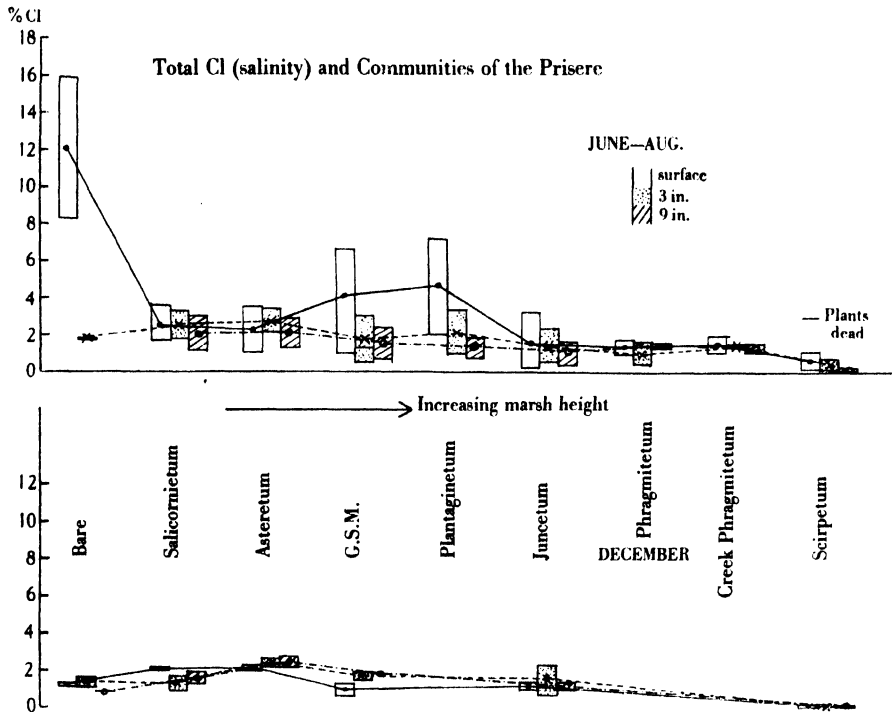 % Cl
18
Total Cl (salinity) and Communities of the Prisere
16
14
12
10
8
6
4
2
0
JUNE—AUG.
surface
3 in.
9 in.
Plants
dead
Increasing marsh height
12
10
8
6
4
2
0
Bare
Salicornietum
Asteretum
G.S.M.
Plantaginetum
Juncetum
Phragmitetum
DECEMBER
Creek Phragmitetum
Scirpetum